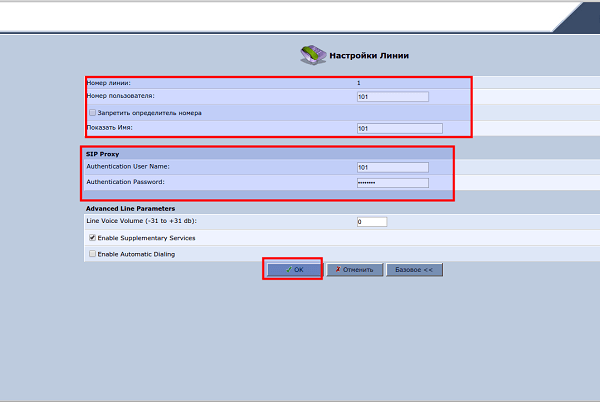 Настройки Линии
Номер линии: 1
Номер пользователя: 101
Запретить определитель номера
Показать Имя: 101
SIP Proxy
Authentication User Name: 101
Authentication Password: ********
Advanced Line Parameters
Line Voice Volume (-31 to +31 db): 0
Enable Supplementary Services
Enable Automatic Dialing
OK Отменить Базовое <<